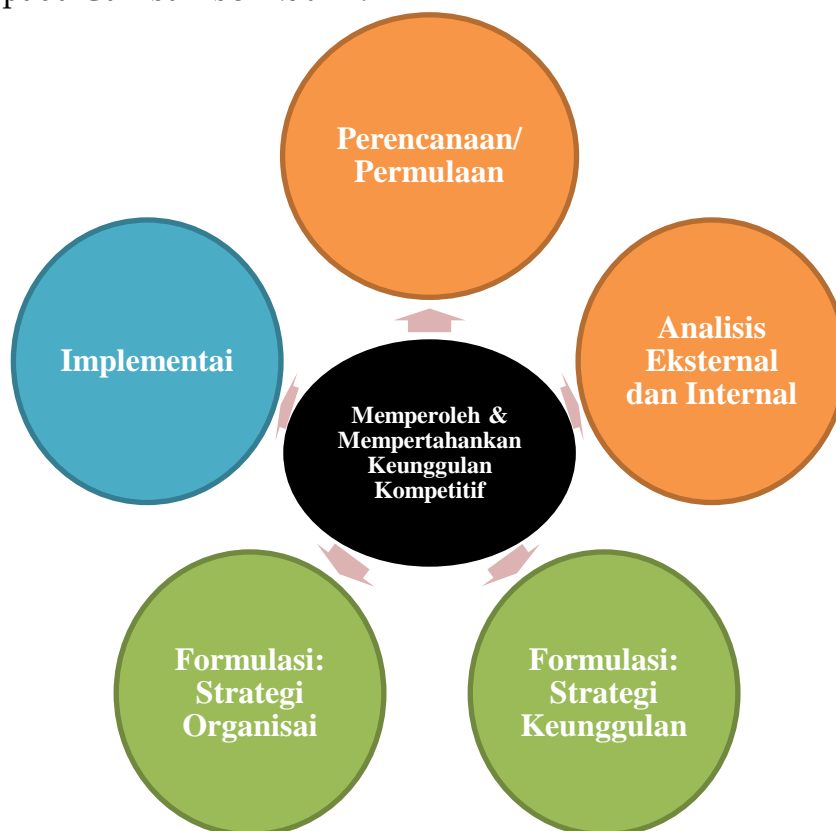 Perencanaan/
Permulaan
Analisis
Eksternal
dan Internal
Implementai
Memperoleh &
Mempertahankan
Keunggulan
Kompetitif
Formulasi:
Strategi
Organisai
Formulasi:
Strategi
Keunggulan